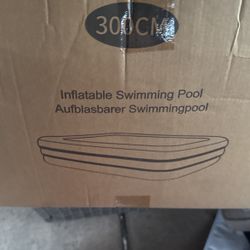 300CM
Inflatable Swimming Pool
Aufblasbarer Swimmingpool